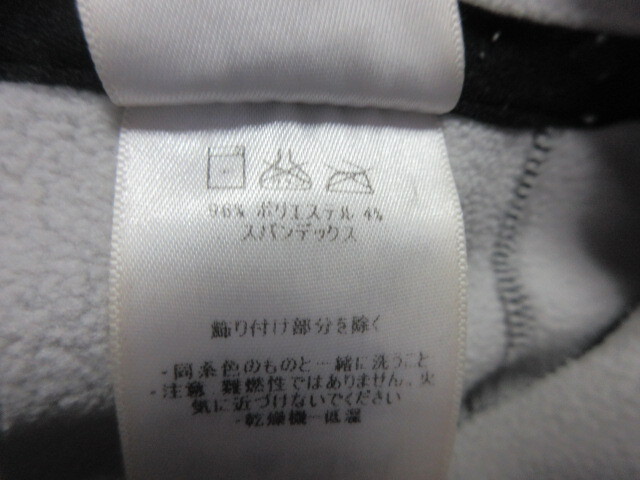 96% ポリエステル 4%
スパンデックス
飾り付け部分を除く
- 同系色のものと一緒に洗うこと
- 注意 難燃性ではありません。火
気に近づけないでください
- 乾燥機ー低温